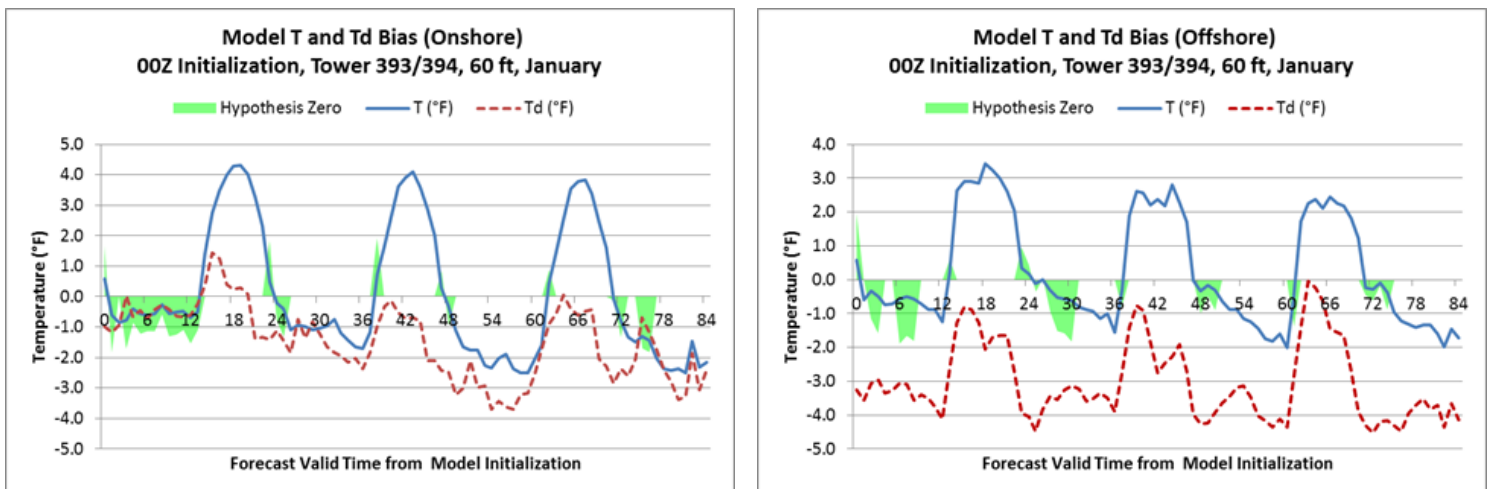 Model T and Td Bias (Onshore)
00Z Initialization, Tower 393/394, 60 ft, January
Hypothesis Zero T (°F) Td (°F)
5.0
4.0
3.0
2.0
1.0
0.0
-1.0
-2.0
-3.0
-4.0
-5.0
Temperature (°F)
0 6 12 18 24 30 36 42 48 54 60 66 72 78 84
Forecast Valid Time from Model Initialization
Model T and Td Bias (Offshore)
00Z Initialization, Tower 393/394, 60 ft, January
Hypothesis Zero T (°F) Td (°F)
4.0
3.0
2.0
1.0
0.0
-1.0
-2.0
-3.0
-4.0
-5.0
Temperature (°F)
0 6 12 18 24 30 36 42 48 54 60 66 72 78 84
Forecast Valid Time from Model Initialization